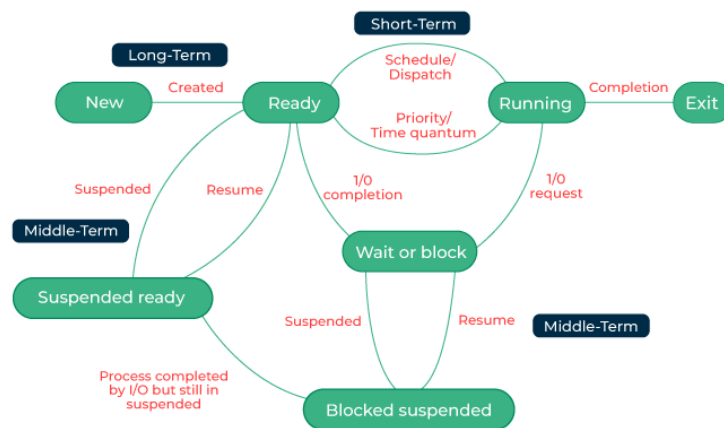 Short-Term
Long-Term
Schedule/
Dispatch
Created
Completion
New
Ready
Running
Exit
Priority/
Time quantum
Suspended
Resume
1/0
completion
1/0
request
Middle-Term
Wait or block
Suspended ready
Suspended
Resume
Middle-Term
Process completed
by I/O but still in
suspended
Blocked suspended